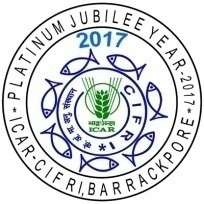 * PLATINUM JUBILEE YEAR-2017 *
2017
CIFRI
भाकृअनुप
ICAR
ICAR-CIFRI, BARRACKPORE